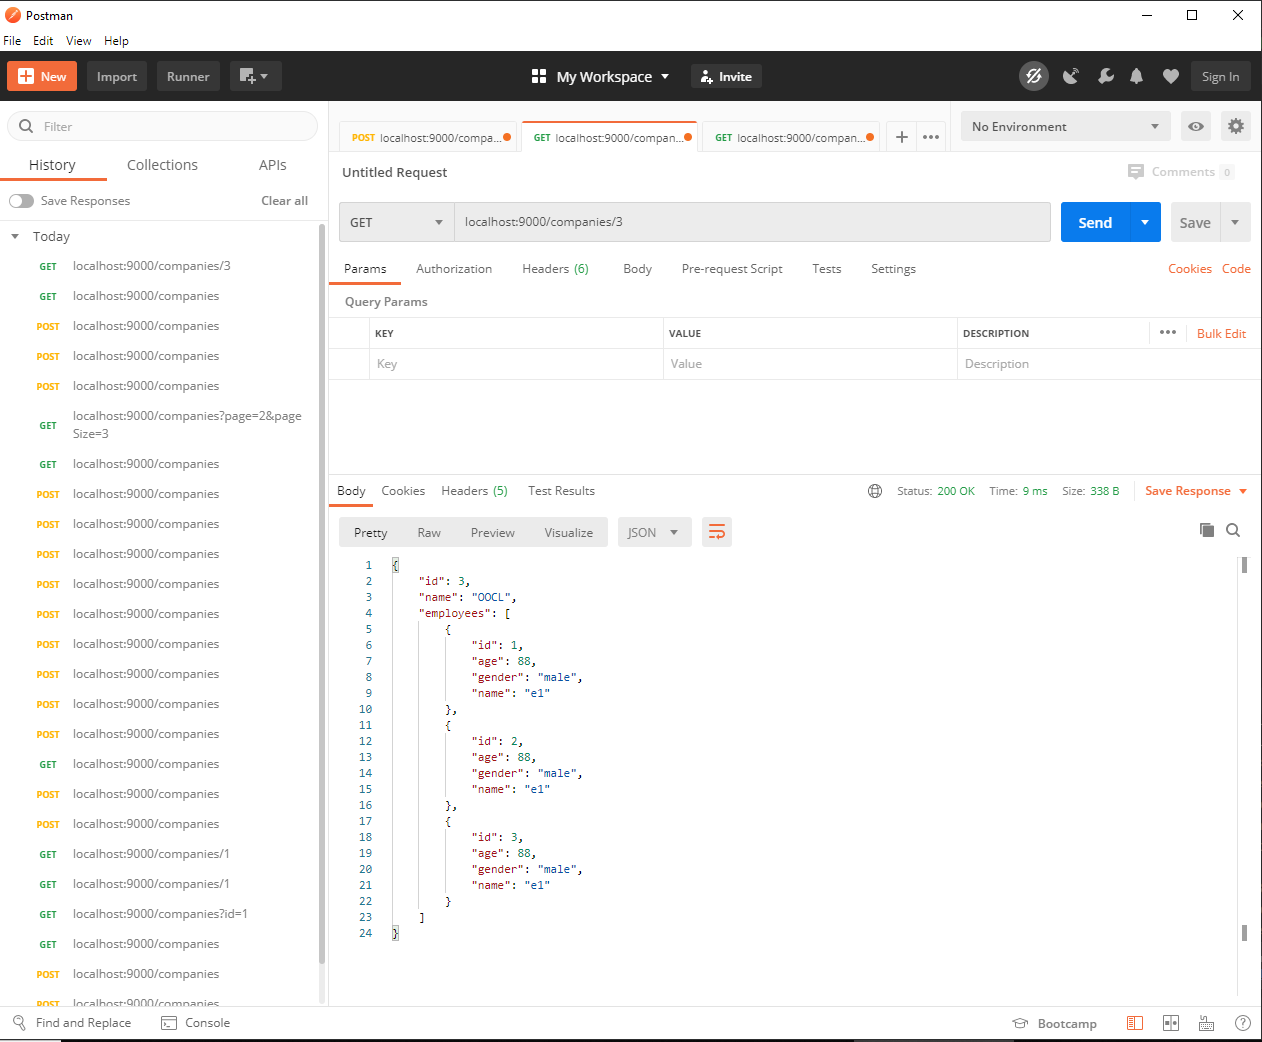 Postman
File Edit View Help
New Import Runner My Workspace Invite Sign In
Filter
History Collections APIs
Save Responses Clear all
Today
GET localhost:9000/companies/3
GET localhost:9000/companies
POST localhost:9000/companies
POST localhost:9000/companies
POST localhost:9000/companies
GET localhost:9000/companies?page=2&page
Size=3
GET localhost:9000/companies
POST localhost:9000/companies
POST localhost:9000/companies
POST localhost:9000/companies
POST localhost:9000/companies
POST localhost:9000/companies
POST localhost:9000/companies
POST localhost:9000/companies
POST localhost:9000/companies
POST localhost:9000/companies
GET localhost:9000/companies
POST localhost:9000/companies
POST localhost:9000/companies
GET localhost:9000/companies/1
GET localhost:9000/companies/1
GET localhost:9000/companies?id=1
GET localhost:9000/companies
POST localhost:9000/companies
POST localhost:9000/companies
POST localhost:9000/compa... GET localhost:9000/compan... GET localhost:9000/compan... No Environment
Untitled Request Comments 0
GET localhost:9000/companies/3 Send Save
Params Authorization Headers (6) Body Pre-request Script Tests Settings Cookies Code
Query Params
KEY VALUE DESCRIPTION Bulk Edit
Key Value Description
Body Cookies Headers (5) Test Results Status: 200 OK Time: 9 ms Size: 338 B Save Response
Pretty Raw Preview Visualize JSON
1 {
2 "id": 3,
3 "name": "OOCL",
4 "employees": [
5 {
6 "id": 1,
7 "age": 88,
8 "gender": "male",
9 "name": "e1"
10 },
11 {
12 "id": 2,
13 "age": 88,
14 "gender": "male",
15 "name": "e1"
16 },
17 {
18 "id": 3,
19 "age": 88,
20 "gender": "male",
21 "name": "e1"
22 }
23 ]
24 }
Find and Replace Console Bootcamp